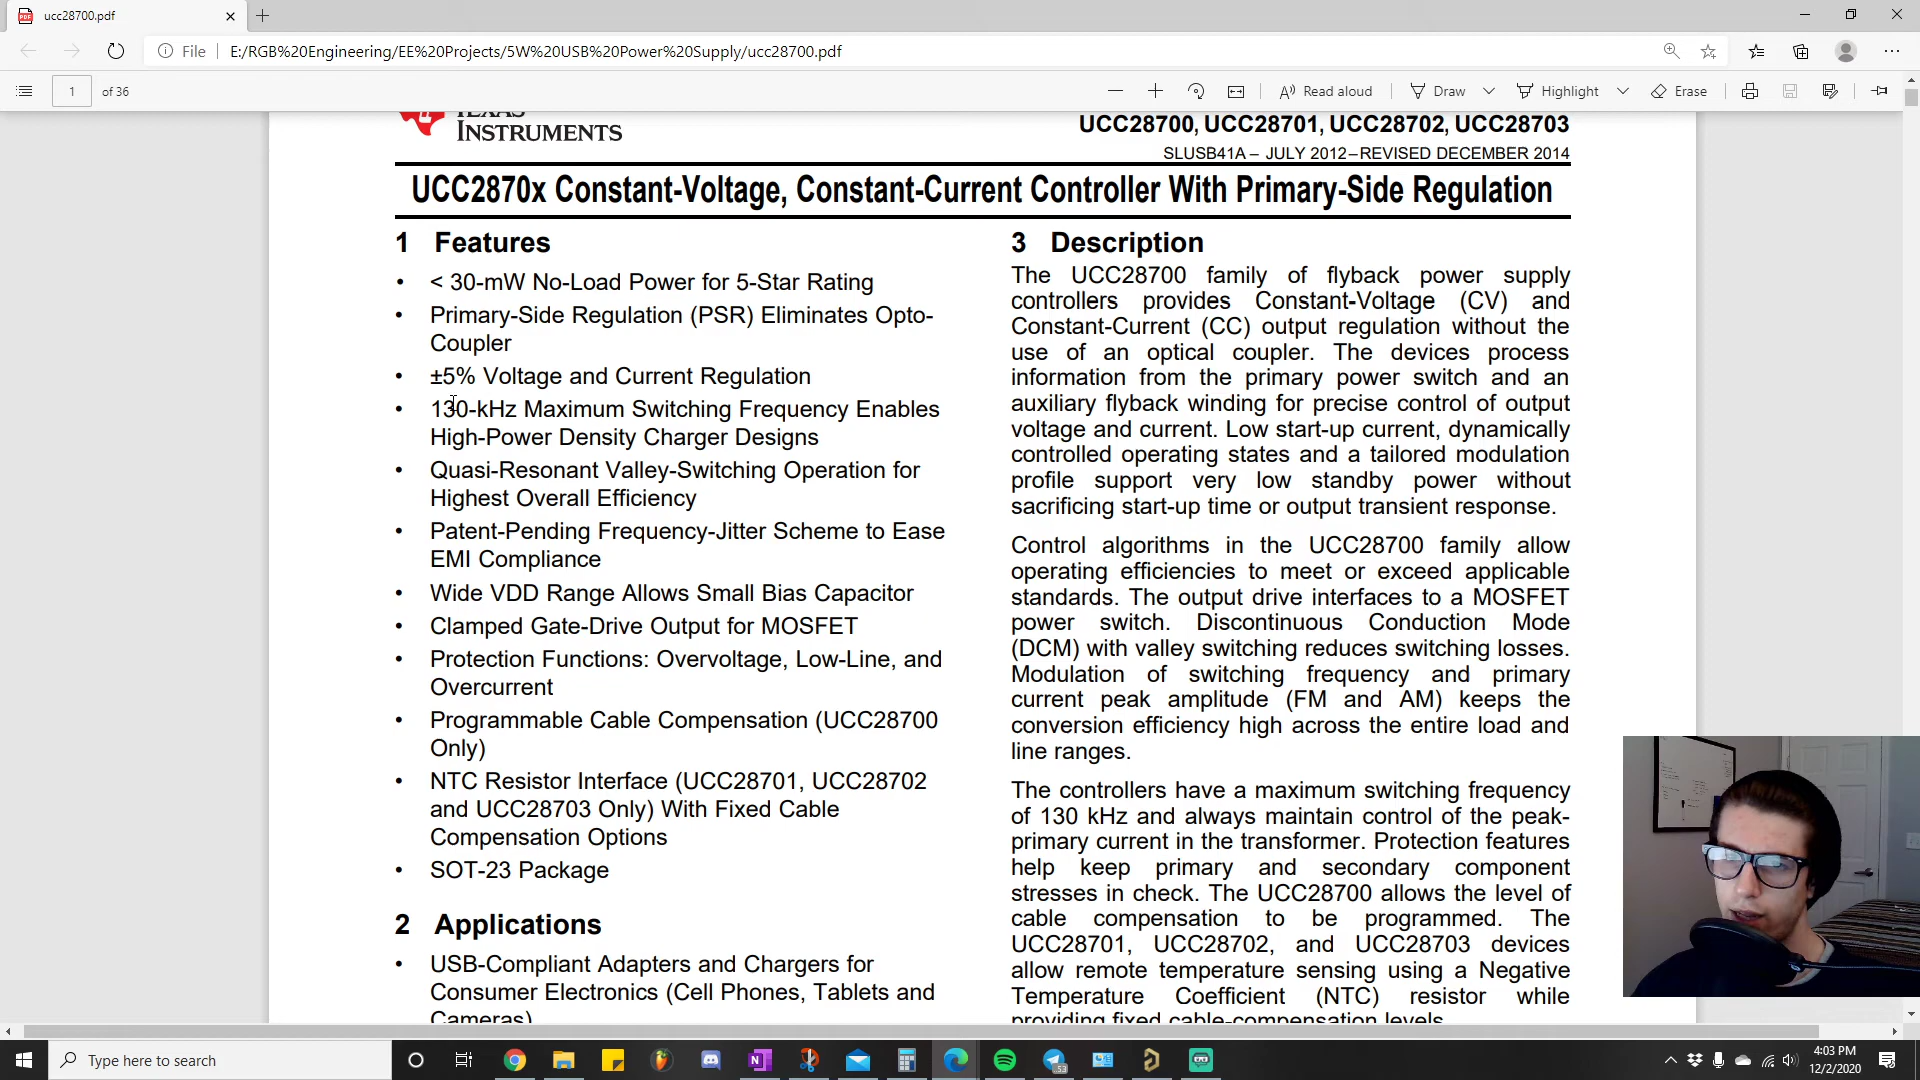 ucc28700.pdf
File E:/RGB%20Engineering/EE%20Projects/5W%20USB%20Power%20Supply/ucc28700.pdf
1 of 36 Read aloud Draw Highlight Erase
TEXAS
INSTRUMENTS
UCC28700, UCC28701, UCC28702, UCC28703
SLUSB41A – JULY 2012–REVISED DECEMBER 2014
UCC2870x Constant-Voltage, Constant-Current Controller With Primary-Side Regulation
1 Features
• < 30-mW No-Load Power for 5-Star Rating
• Primary-Side Regulation (PSR) Eliminates Opto-
Coupler
• ±5% Voltage and Current Regulation
• 130-kHz Maximum Switching Frequency Enables
High-Power Density Charger Designs
• Quasi-Resonant Valley-Switching Operation for
Highest Overall Efficiency
• Patent-Pending Frequency-Jitter Scheme to Ease
EMI Compliance
• Wide VDD Range Allows Small Bias Capacitor
• Clamped Gate-Drive Output for MOSFET
• Protection Functions: Overvoltage, Low-Line, and
Overcurrent
• Programmable Cable Compensation (UCC28700
Only)
• NTC Resistor Interface (UCC28701, UCC28702
and UCC28703 Only) With Fixed Cable
Compensation Options
• SOT-23 Package
2 Applications
• USB-Compliant Adapters and Chargers for
Consumer Electronics (Cell Phones, Tablets and
Cameras)
3 Description
The UCC28700 family of flyback power supply
controllers provides Constant-Voltage (CV) and
Constant-Current (CC) output regulation without the
use of an optical coupler. The devices process
information from the primary power switch and an
auxiliary flyback winding for precise control of output
voltage and current. Low start-up current, dynamically
controlled operating states and a tailored modulation
profile support very low standby power without
sacrificing start-up time or output transient response.
Control algorithms in the UCC28700 family allow
operating efficiencies to meet or exceed applicable
standards. The output drive interfaces to a MOSFET
power switch. Discontinuous Conduction Mode
(DCM) with valley switching reduces switching losses.
Modulation of switching frequency and primary
current peak amplitude (FM and AM) keeps the
conversion efficiency high across the entire load and
line ranges.
The controllers have a maximum switching frequency
of 130 kHz and always maintain control of the peak-
primary current in the transformer. Protection features
help keep primary and secondary component
stresses in check. The UCC28700 allows the level of
cable compensation to be programmed. The
UCC28701, UCC28702, and UCC28703 devices
allow remote temperature sensing using a Negative
Temperature Coefficient (NTC) resistor while
providing fixed cable-compensation levels.
Type here to search
4:03 PM
12/2/2020